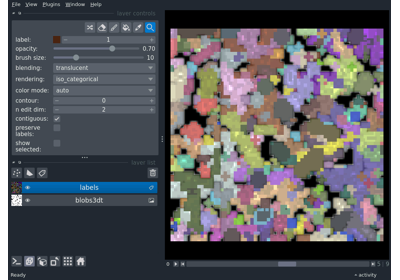 File View Plugins Window Help
layer controls
label: 1
opacity: 0.70
brush size: 10
blending: translucent
rendering: iso_categorical
color mode: auto
contour: 0
n edit dim: 2
contiguous:
preserve
labels:
show
selected:
layer list
labels
blobs3dt
Ready
activity